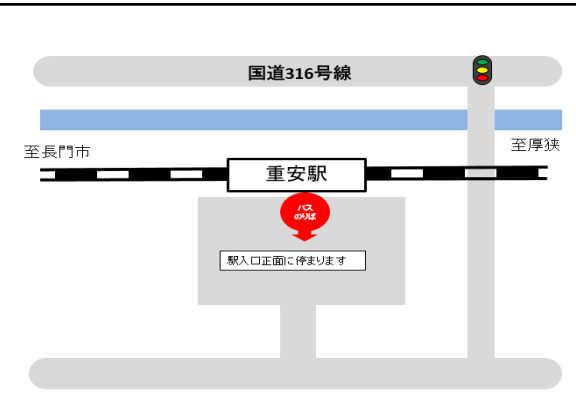 国道316号線
至長門市
至厚狭
重安駅
バス
のりば
駅入口正面に停まります